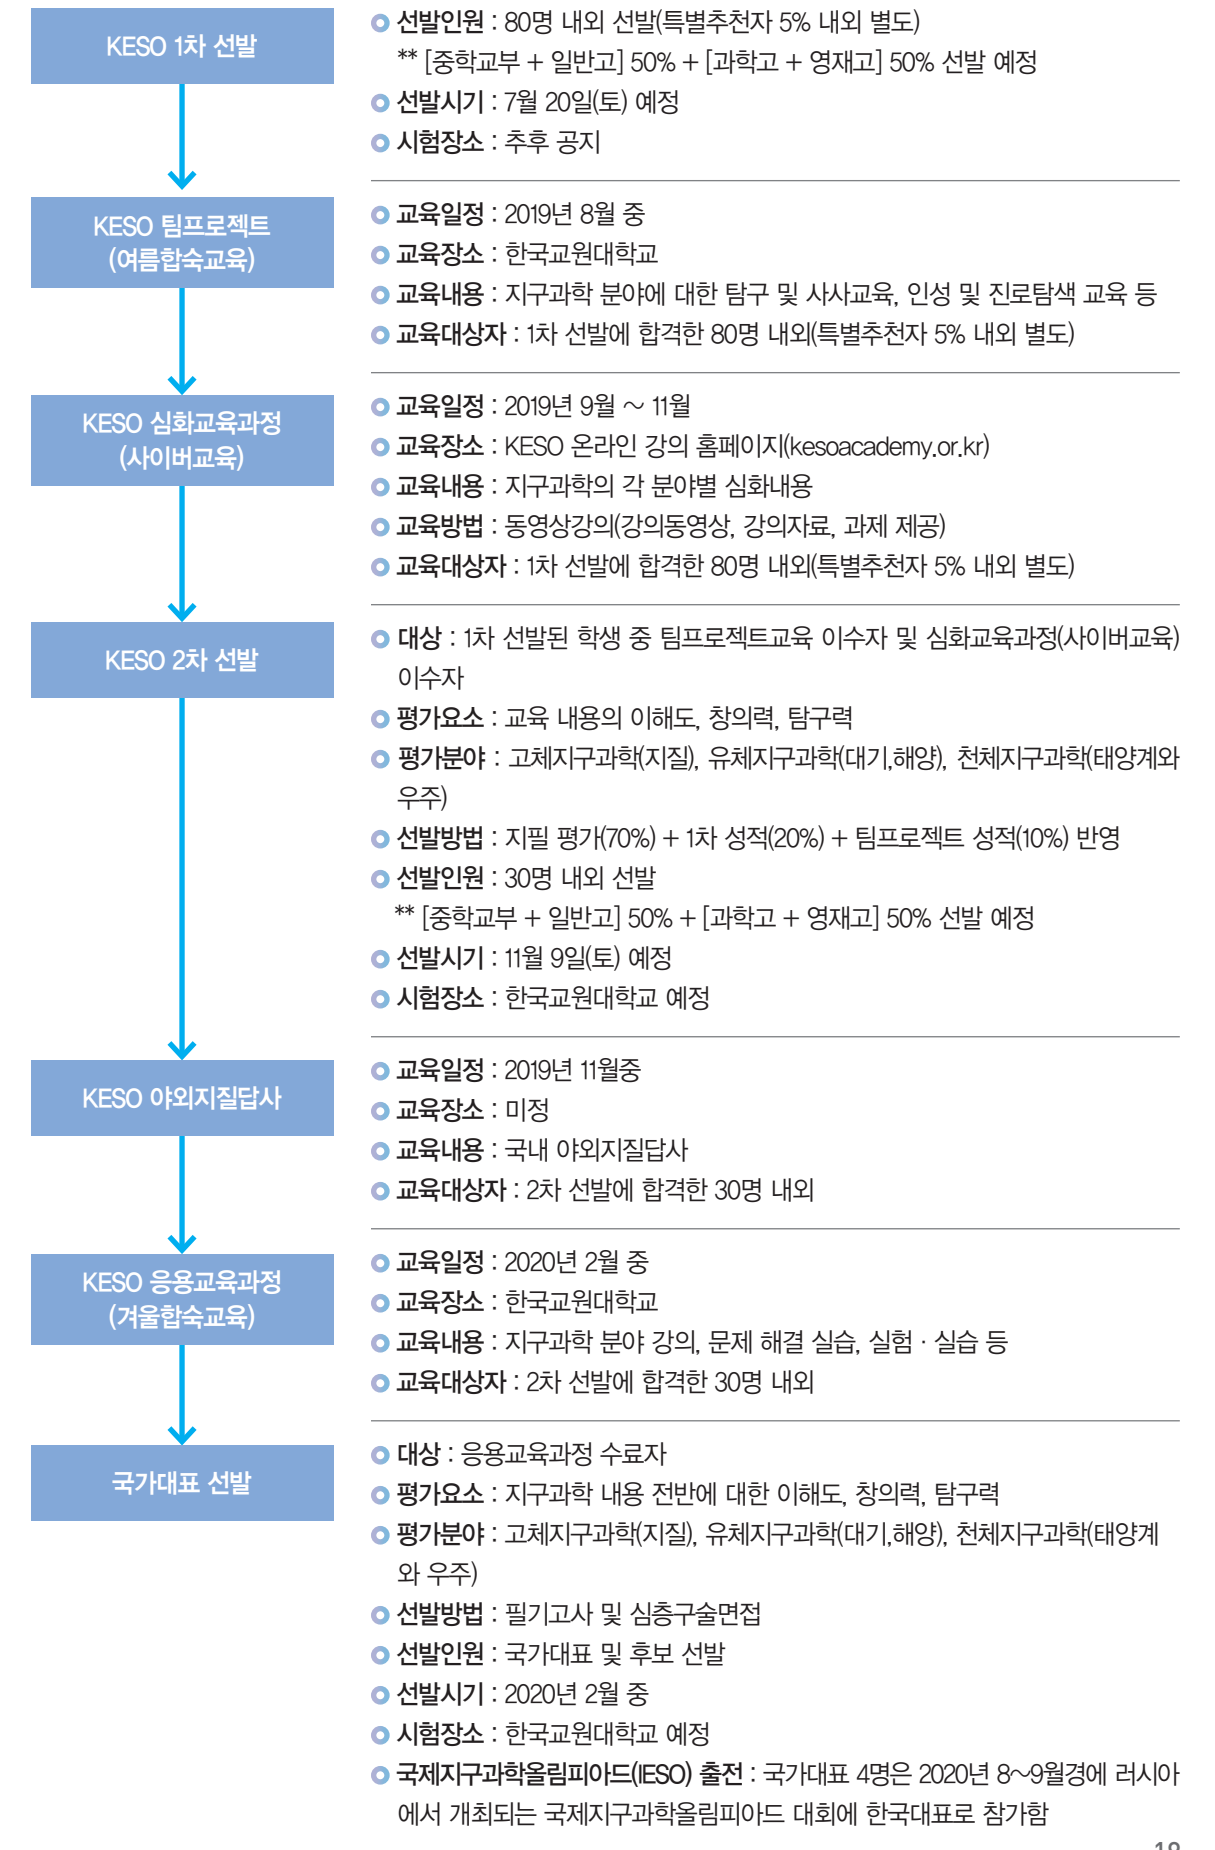 KESO 1차 선발
선발인원 : 80명 내외 선발(특별추천자 5% 내외 별도)
** [중학교부 + 일반고] 50% + [과학고 + 영재고] 50% 선발 예정
선발시기 : 7월 20일(토) 예정
시험장소 : 추후 공지
KESO 팀프로젝트
(여름합숙교육)
교육일정 : 2019년 8월 중
교육장소 : 한국교원대학교
교육내용 : 지구과학 분야에 대한 탐구 및 사사교육, 인성 및 진로탐색 교육 등
교육대상자 : 1차 선발에 합격한 80명 내외(특별추천자 5% 내외 별도)
KESO 심화교육과정
(사이버교육)
교육일정 : 2019년 9월 ~ 11월
교육장소 : KESO 온라인 강의 홈페이지(kesoacademy.or.kr)
교육내용 : 지구과학의 각 분야별 심화내용
교육방법 : 동영상강의(강의동영상, 강의자료, 과제 제공)
교육대상자 : 1차 선발에 합격한 80명 내외(특별추천자 5% 내외 별도)
KESO 2차 선발
대상 : 1차 선발된 학생 중 팀프로젝트교육 이수자 및 심화교육과정(사이버교육)
이수자
평가요소 : 교육 내용의 이해도, 창의력, 탐구력
평가분야 : 고체지구과학(지질), 유체지구과학(대기,해양), 천체지구과학(태양계와
우주)
선발방법 : 지필 평가(70%) + 1차 성적(20%) + 팀프로젝트 성적(10%) 반영
선발인원 : 30명 내외 선발
** [중학교부 + 일반고] 50% + [과학고 + 영재고] 50% 선발 예정
선발시기 : 11월 9일(토) 예정
시험장소 : 한국교원대학교 예정
KESO 야외지질답사
교육일정 : 2019년 11월중
교육장소 : 미정
교육내용 : 국내 야외지질답사
교육대상자 : 2차 선발에 합격한 30명 내외
KESO 응용교육과정
(겨울합숙교육)
교육일정 : 2020년 2월 중
교육장소 : 한국교원대학교
교육내용 : 지구과학 분야 강의, 문제 해결 실습, 실험 · 실습 등
교육대상자 : 2차 선발에 합격한 30명 내외
국가대표 선발
대상 : 응용교육과정 수료자
평가요소 : 지구과학 내용 전반에 대한 이해도, 창의력, 탐구력
평가분야 : 고체지구과학(지질), 유체지구과학(대기,해양), 천체지구과학(태양계
와 우주)
선발방법 : 필기고사 및 심층구술면접
선발인원 : 국가대표 및 후보 선발
선발시기 : 2020년 2월 중
시험장소 : 한국교원대학교 예정
국제지구과학올림피아드(IESO) 출전 : 국가대표 4명은 2020년 8~9월경에 러시아
에서 개최되는 국제지구과학올림피아드 대회에 한국대표로 참가함